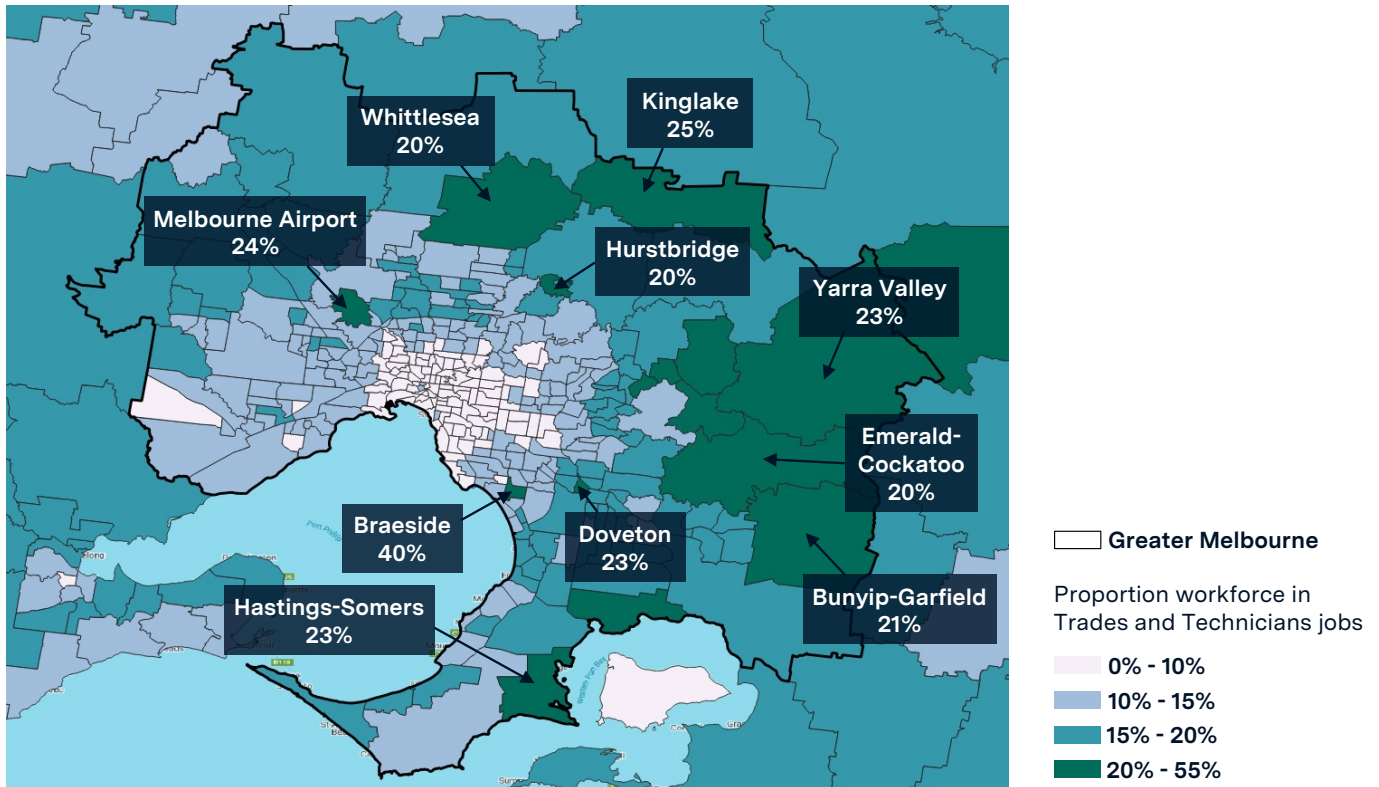 Whittlesea
20%
Kinglake
25%
Melbourne Airport
24%
Hurstbridge
20%
Yarra Valley
23%
Emerald-
Cockatoo
20%
Braeside
40%
Doveton
23%
Bunyip-Garfield
21%
Hastings-Somers
23%
Greater Melbourne
Proportion workforce in
Trades and Technicians jobs
0% - 10%
10% - 15%
15% - 20%
20% - 55%